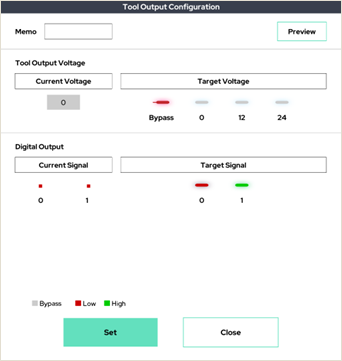 Tool Output Configuration
Memo
Preview
Tool Output Voltage
Current Voltage Target Voltage
0
Bypass 0 12 24
Digital Output
Current Signal Target Signal
0 1 0 1
Bypass Low High
Set Close